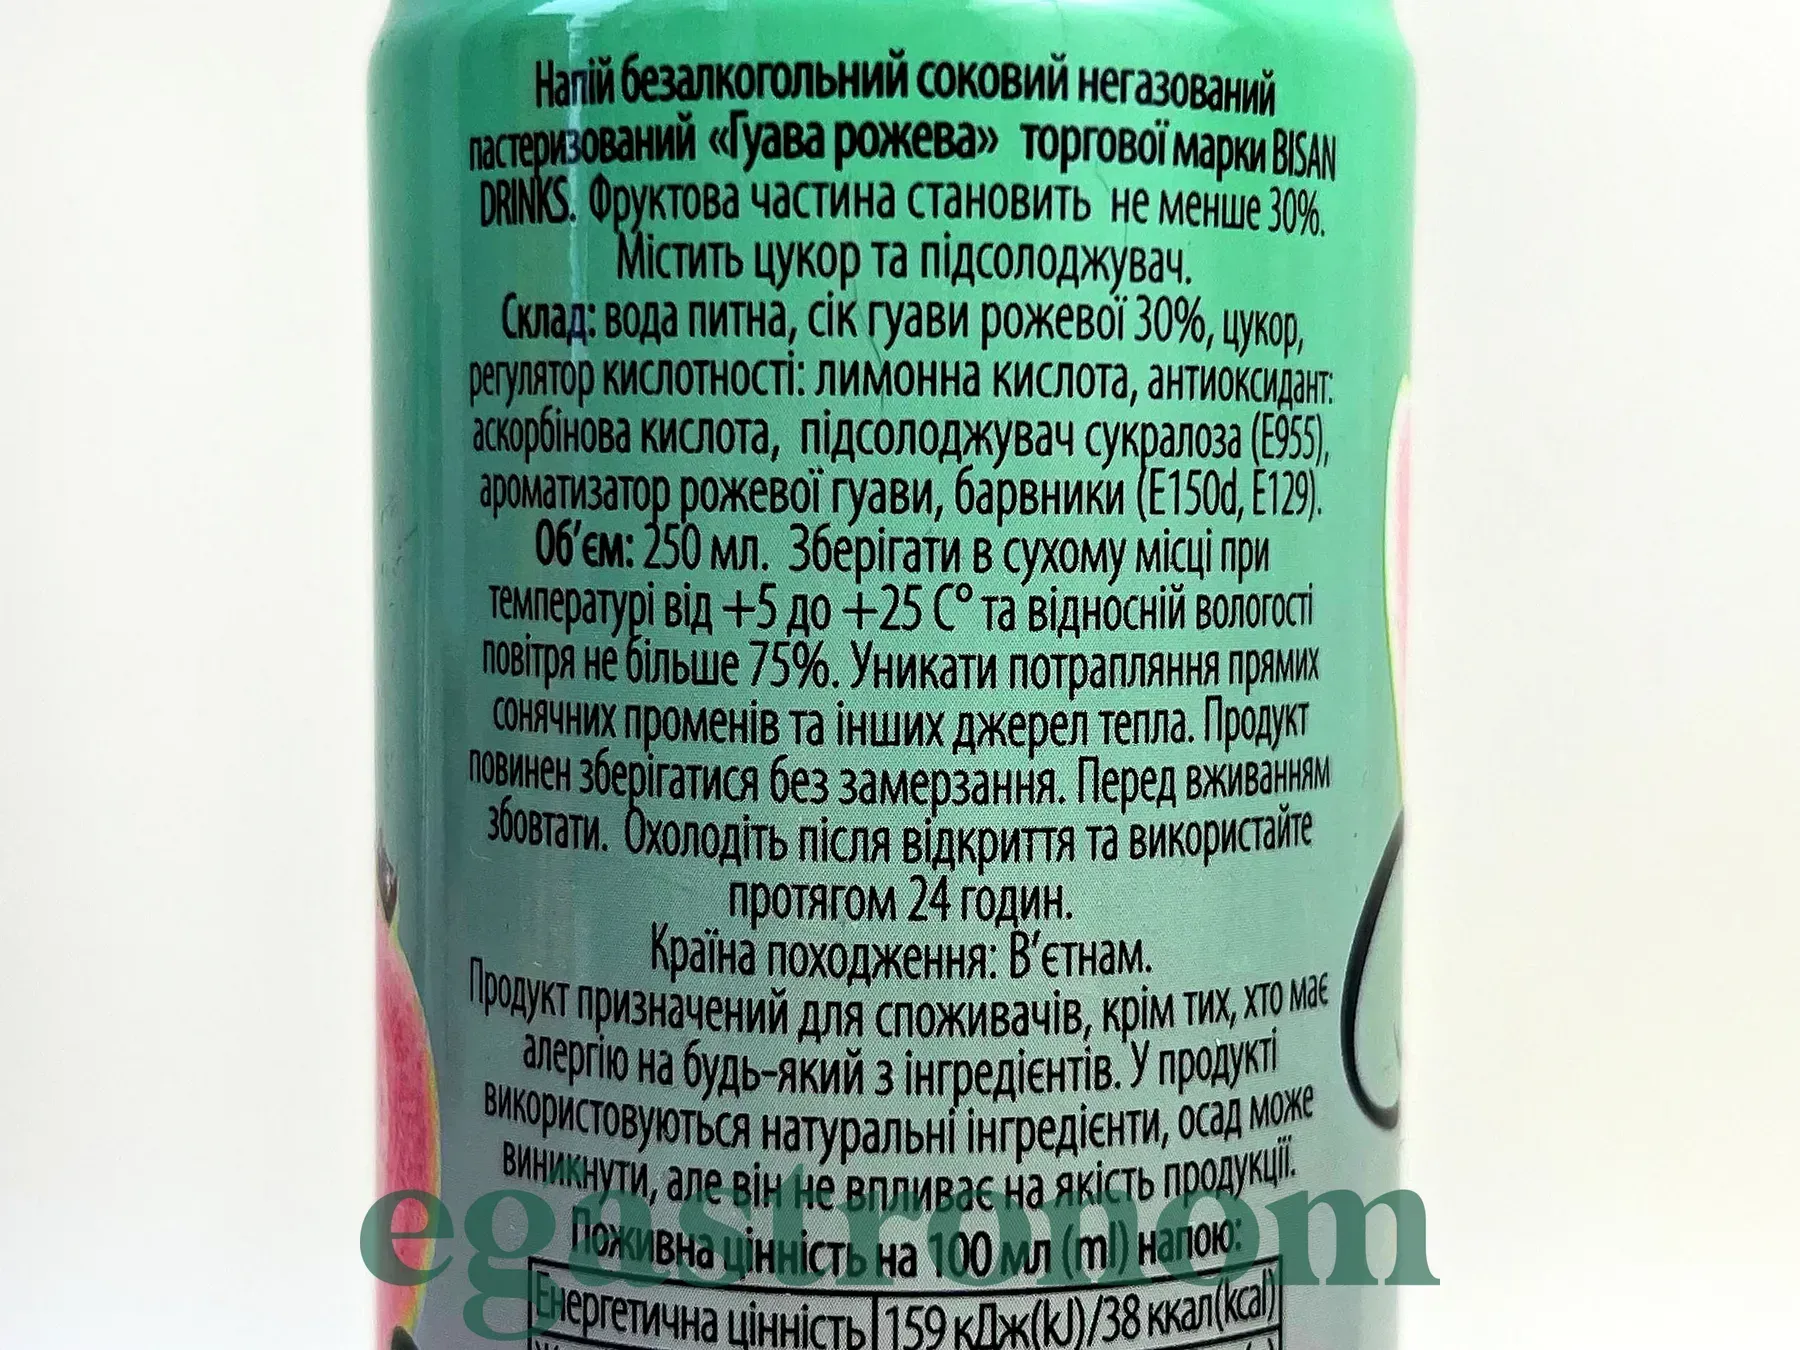 Напій безалкогольний соковий негазований
пастеризований «Гуава рожева» торгової марки BISAN
DRINKS. Фруктова частина становить не менше 30%.
Містить цукор та підсолоджувач.
Склад: вода питна, сік гуави рожевої 30%, цукор,
регулятор кислотності: лимонна кислота, антиоксидант:
аскорбінова кислота, підсолоджувач сукралоза (E955),
ароматизатор рожевої гуави, барвники (E150d, E129).
Об’єм: 250 мл. Зберігати в сухому місці при
температурі від +5 до +25 C° та відносній вологості
повітря не більше 75%. Уникати потрапляння прямих
сонячних променів та інших джерел тепла. Продукт
повинен зберігатися без замерзання. Перед вживанням
збовтати. Охолодіть після відкриття та використайте
протягом 24 годин.
Країна походження: В’єтнам.
Продукт призначений для споживачів, крім тих, хто має
алергію на будь-який з інгредієнтів. У продукті
використовуються натуральні інгредієнти, осад може
виникнути, але він не впливає на якість продукції.
Поживна цінність на 100 мл (ml) напою:
Енергетична цінність 159 кДж(kJ)/38 ккал(kcal)
egastronom